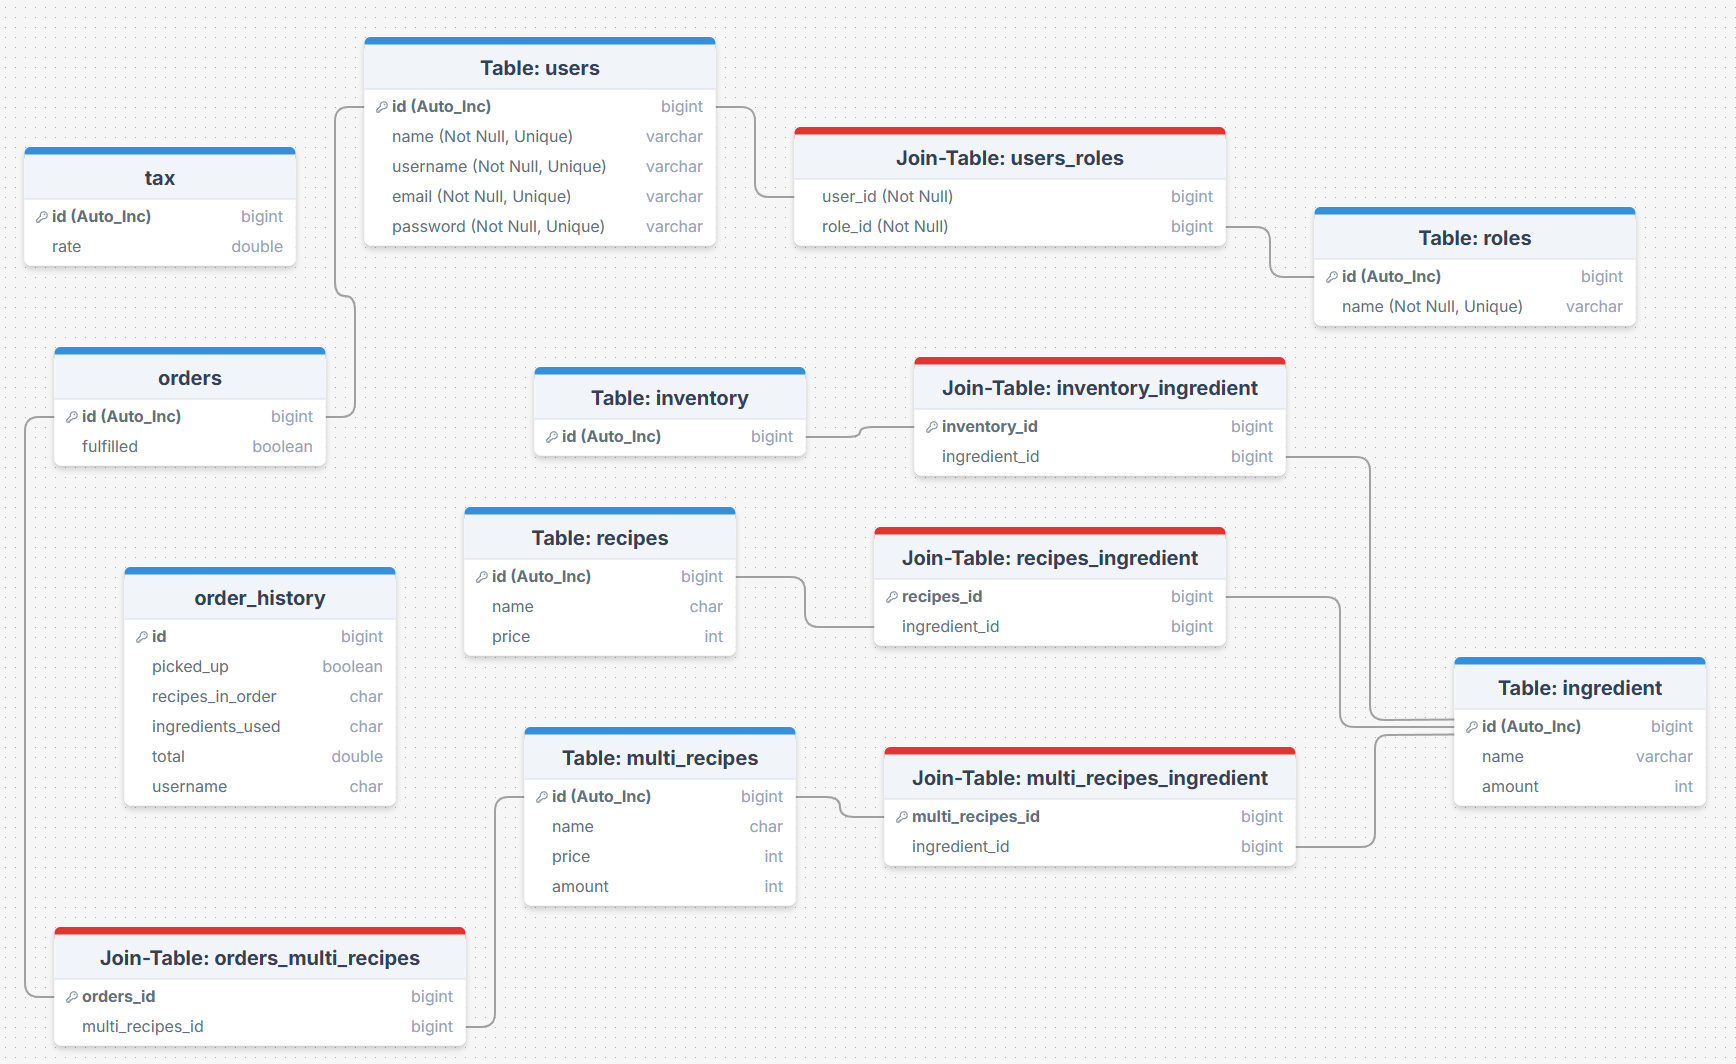 Table: users
id (Auto_Inc) bigint
name (Not Null, Unique) varchar
username (Not Null, Unique) varchar
email (Not Null, Unique) varchar
password (Not Null, Unique) varchar
Join-Table: users_roles
user_id (Not Null) bigint
role_id (Not Null) bigint
tax
id (Auto_Inc) bigint
rate double
Table: roles
id (Auto_Inc) bigint
name (Not Null, Unique) varchar
orders
id (Auto_Inc) bigint
fulfilled boolean
Table: inventory
id (Auto_Inc) bigint
Join-Table: inventory_ingredient
inventory_id bigint
ingredient_id bigint
Table: recipes
id (Auto_Inc) bigint
name char
price int
Join-Table: recipes_ingredient
recipes_id bigint
ingredient_id bigint
order_history
id bigint
picked_up boolean
recipes_in_order char
ingredients_used char
total double
username char
Table: ingredient
id (Auto_Inc) bigint
name varchar
amount int
Table: multi_recipes
id (Auto_Inc) bigint
name char
price int
amount int
Join-Table: multi_recipes_ingredient
multi_recipes_id bigint
ingredient_id bigint
Join-Table: orders_multi_recipes
orders_id bigint
multi_recipes_id bigint